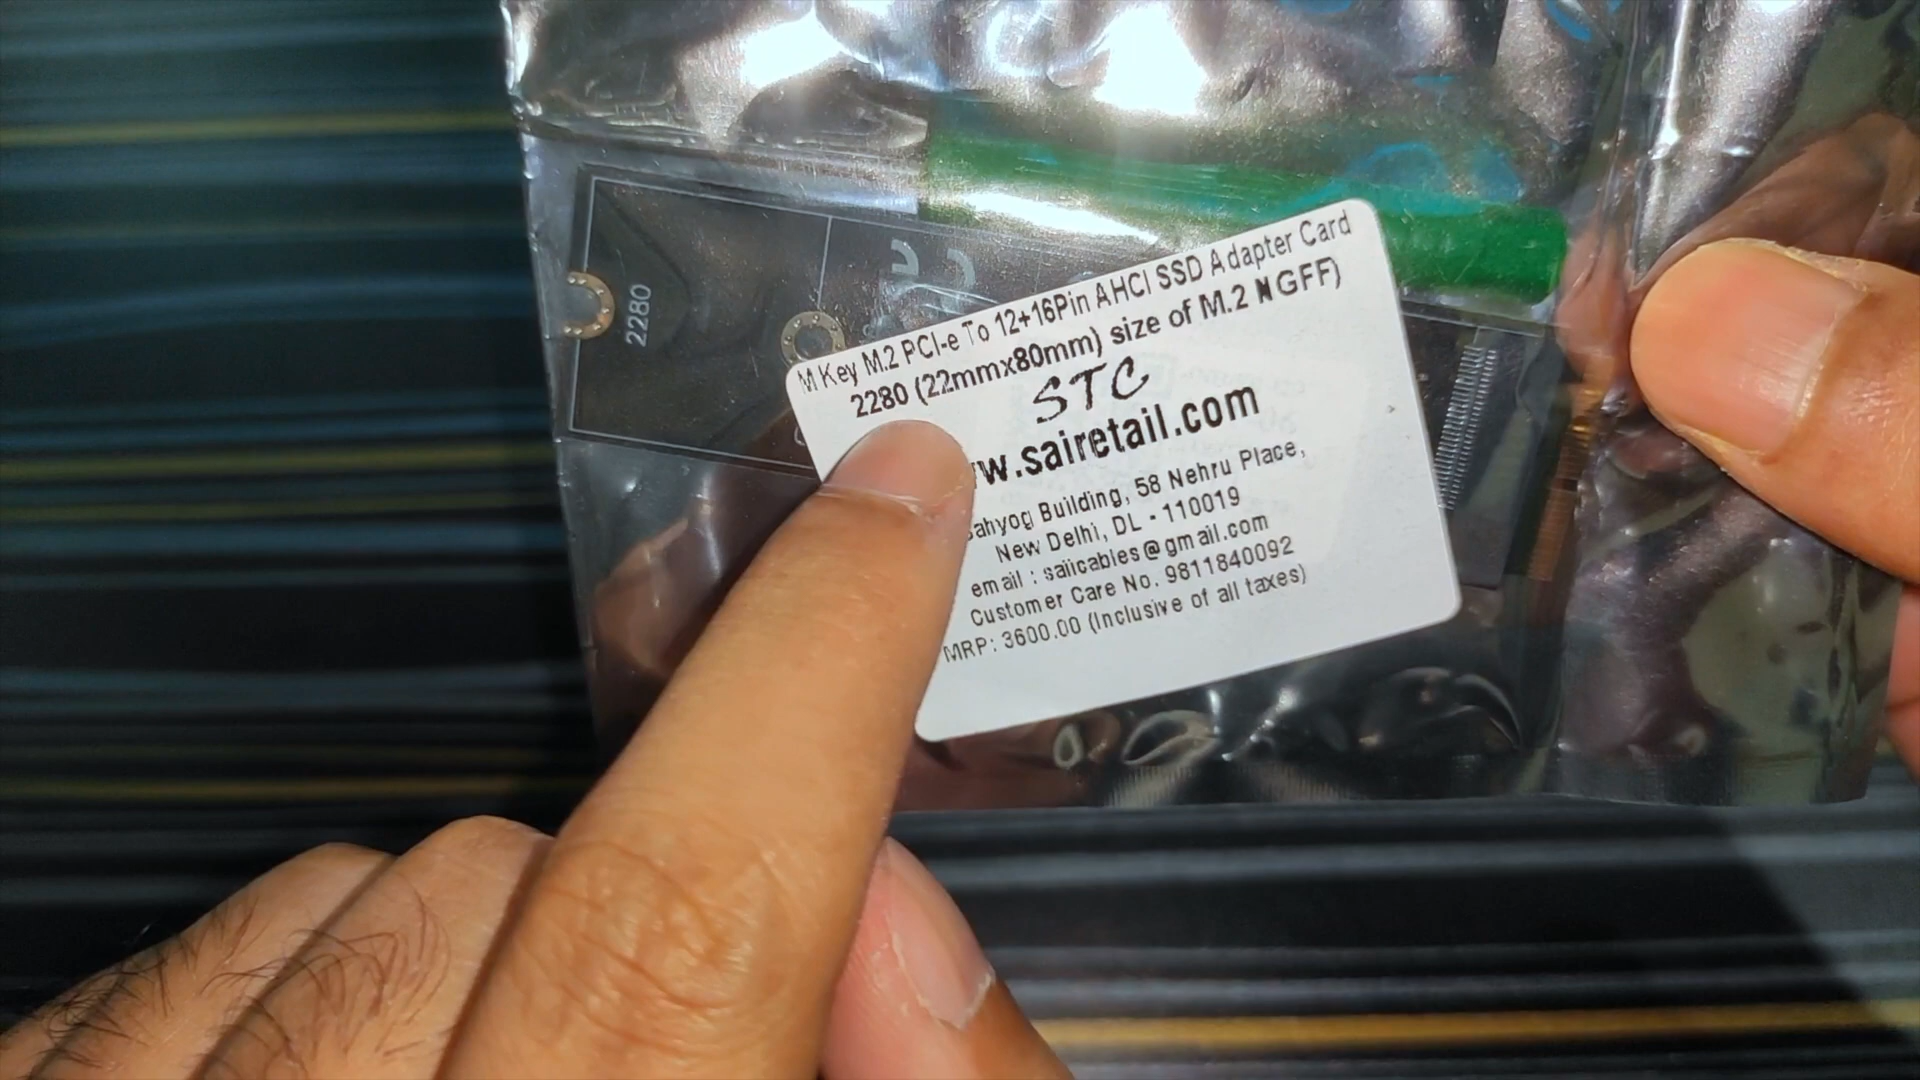 2280
M Key M.2 PCI-e To 12+16Pin AHCI SSD Adapter Card
2280 (22mmx80mm) size of M.2 NGFF)
STC
w.sairetail.com
Building, 58 Nehru Place,
New Delhi, DL - 110019
email : saiicables@gmail.com
Customer Care No. 9811840092
MRP: 3600.00 (Inclusive of all taxes)